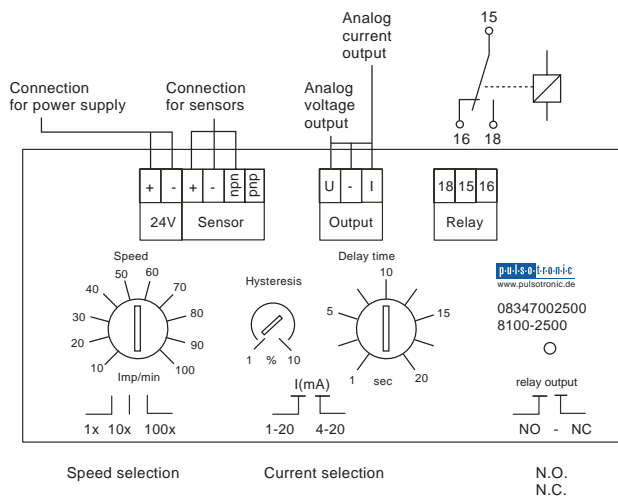 Analog
current
output
15
Connection
for power supply
Connection
for sensors
Analog
voltage
output
16 18
+ - + - npn pnp
24V Sensor
U - I
Output
18 15 16
Relay
Speed
10 20 30 40 50 60 70 80 90 100
Imp/min
Hysteresis
1 % 10
Delay time
1 5 10 15 20
sec
p·u·l·s·o·t·r·o·n·i·c
www.pulsotronic.de
08347002500
8100-2500
1x 10x 100x
I(mA)
1-20 4-20
relay output
NO - NC
Speed selection
Current selection
N.O.
N.C.